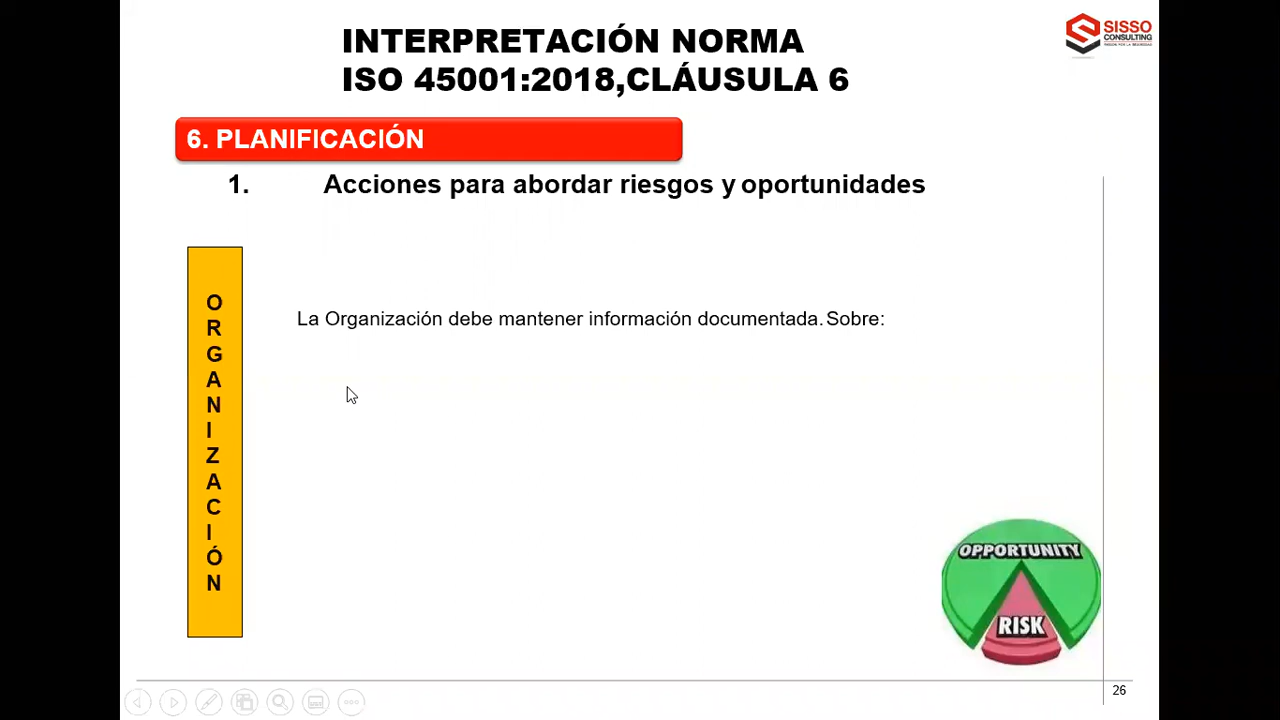 INTERPRETACIÓN NORMA
ISO 45001:2018,CLÁUSULA 6
SISSO
CONSULTING
6. PLANIFICACIÓN
1. Acciones para abordar riesgos y oportunidades
ORGANIZACIÓN
La Organización debe mantener información documentada. Sobre:
OPPORTUNITY
RISK
26